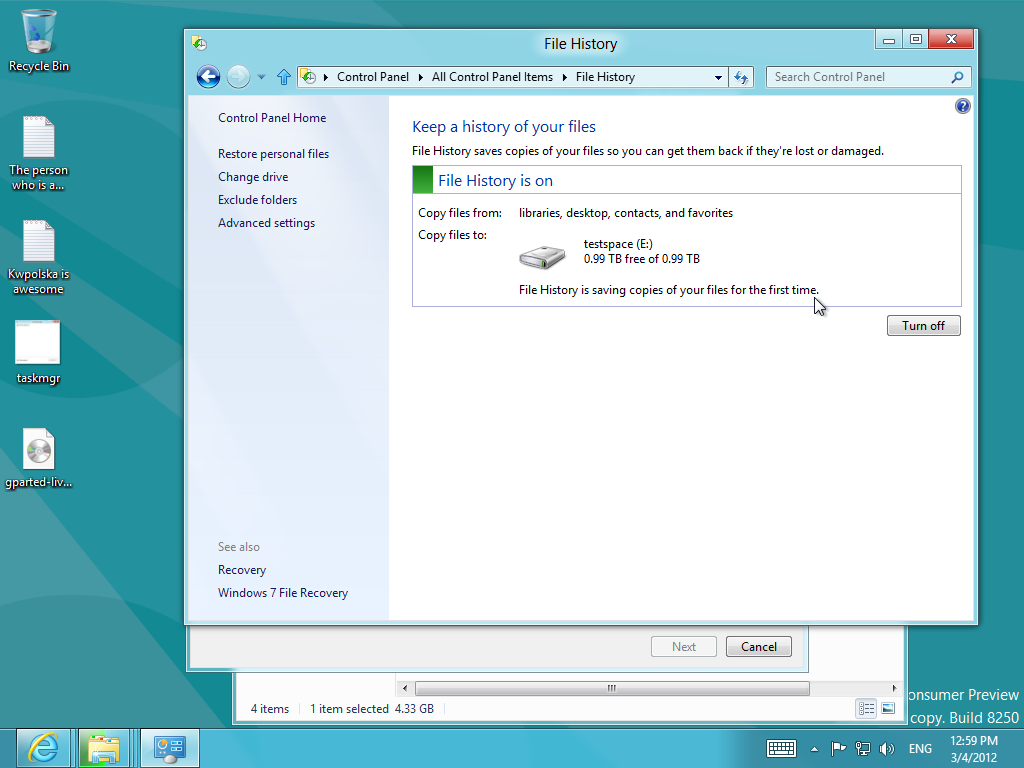 Recycle Bin
The person
who is a...
Kwpolska is
awesome
taskmgr
gparted-liv...
File History
Control Panel
All Control Panel Items
File History
Search Control Panel
Control Panel Home
Restore personal files
Change drive
Exclude folders
Advanced settings
See also
Recovery
Windows 7 File Recovery
Keep a history of your files
File History saves copies of your files so you can get them back if they're lost or damaged.
File History is on
Copy files from: libraries, desktop, contacts, and favorites
Copy files to:
testspace (E:)
0.99 TB free of 0.99 TB
File History is saving copies of your files for the first time.
Turn off
Next
Cancel
4 items
1 item selected 4.33 GB
onsumer Preview
copy. Build 8250
ENG
12:59 PM
3/4/2012